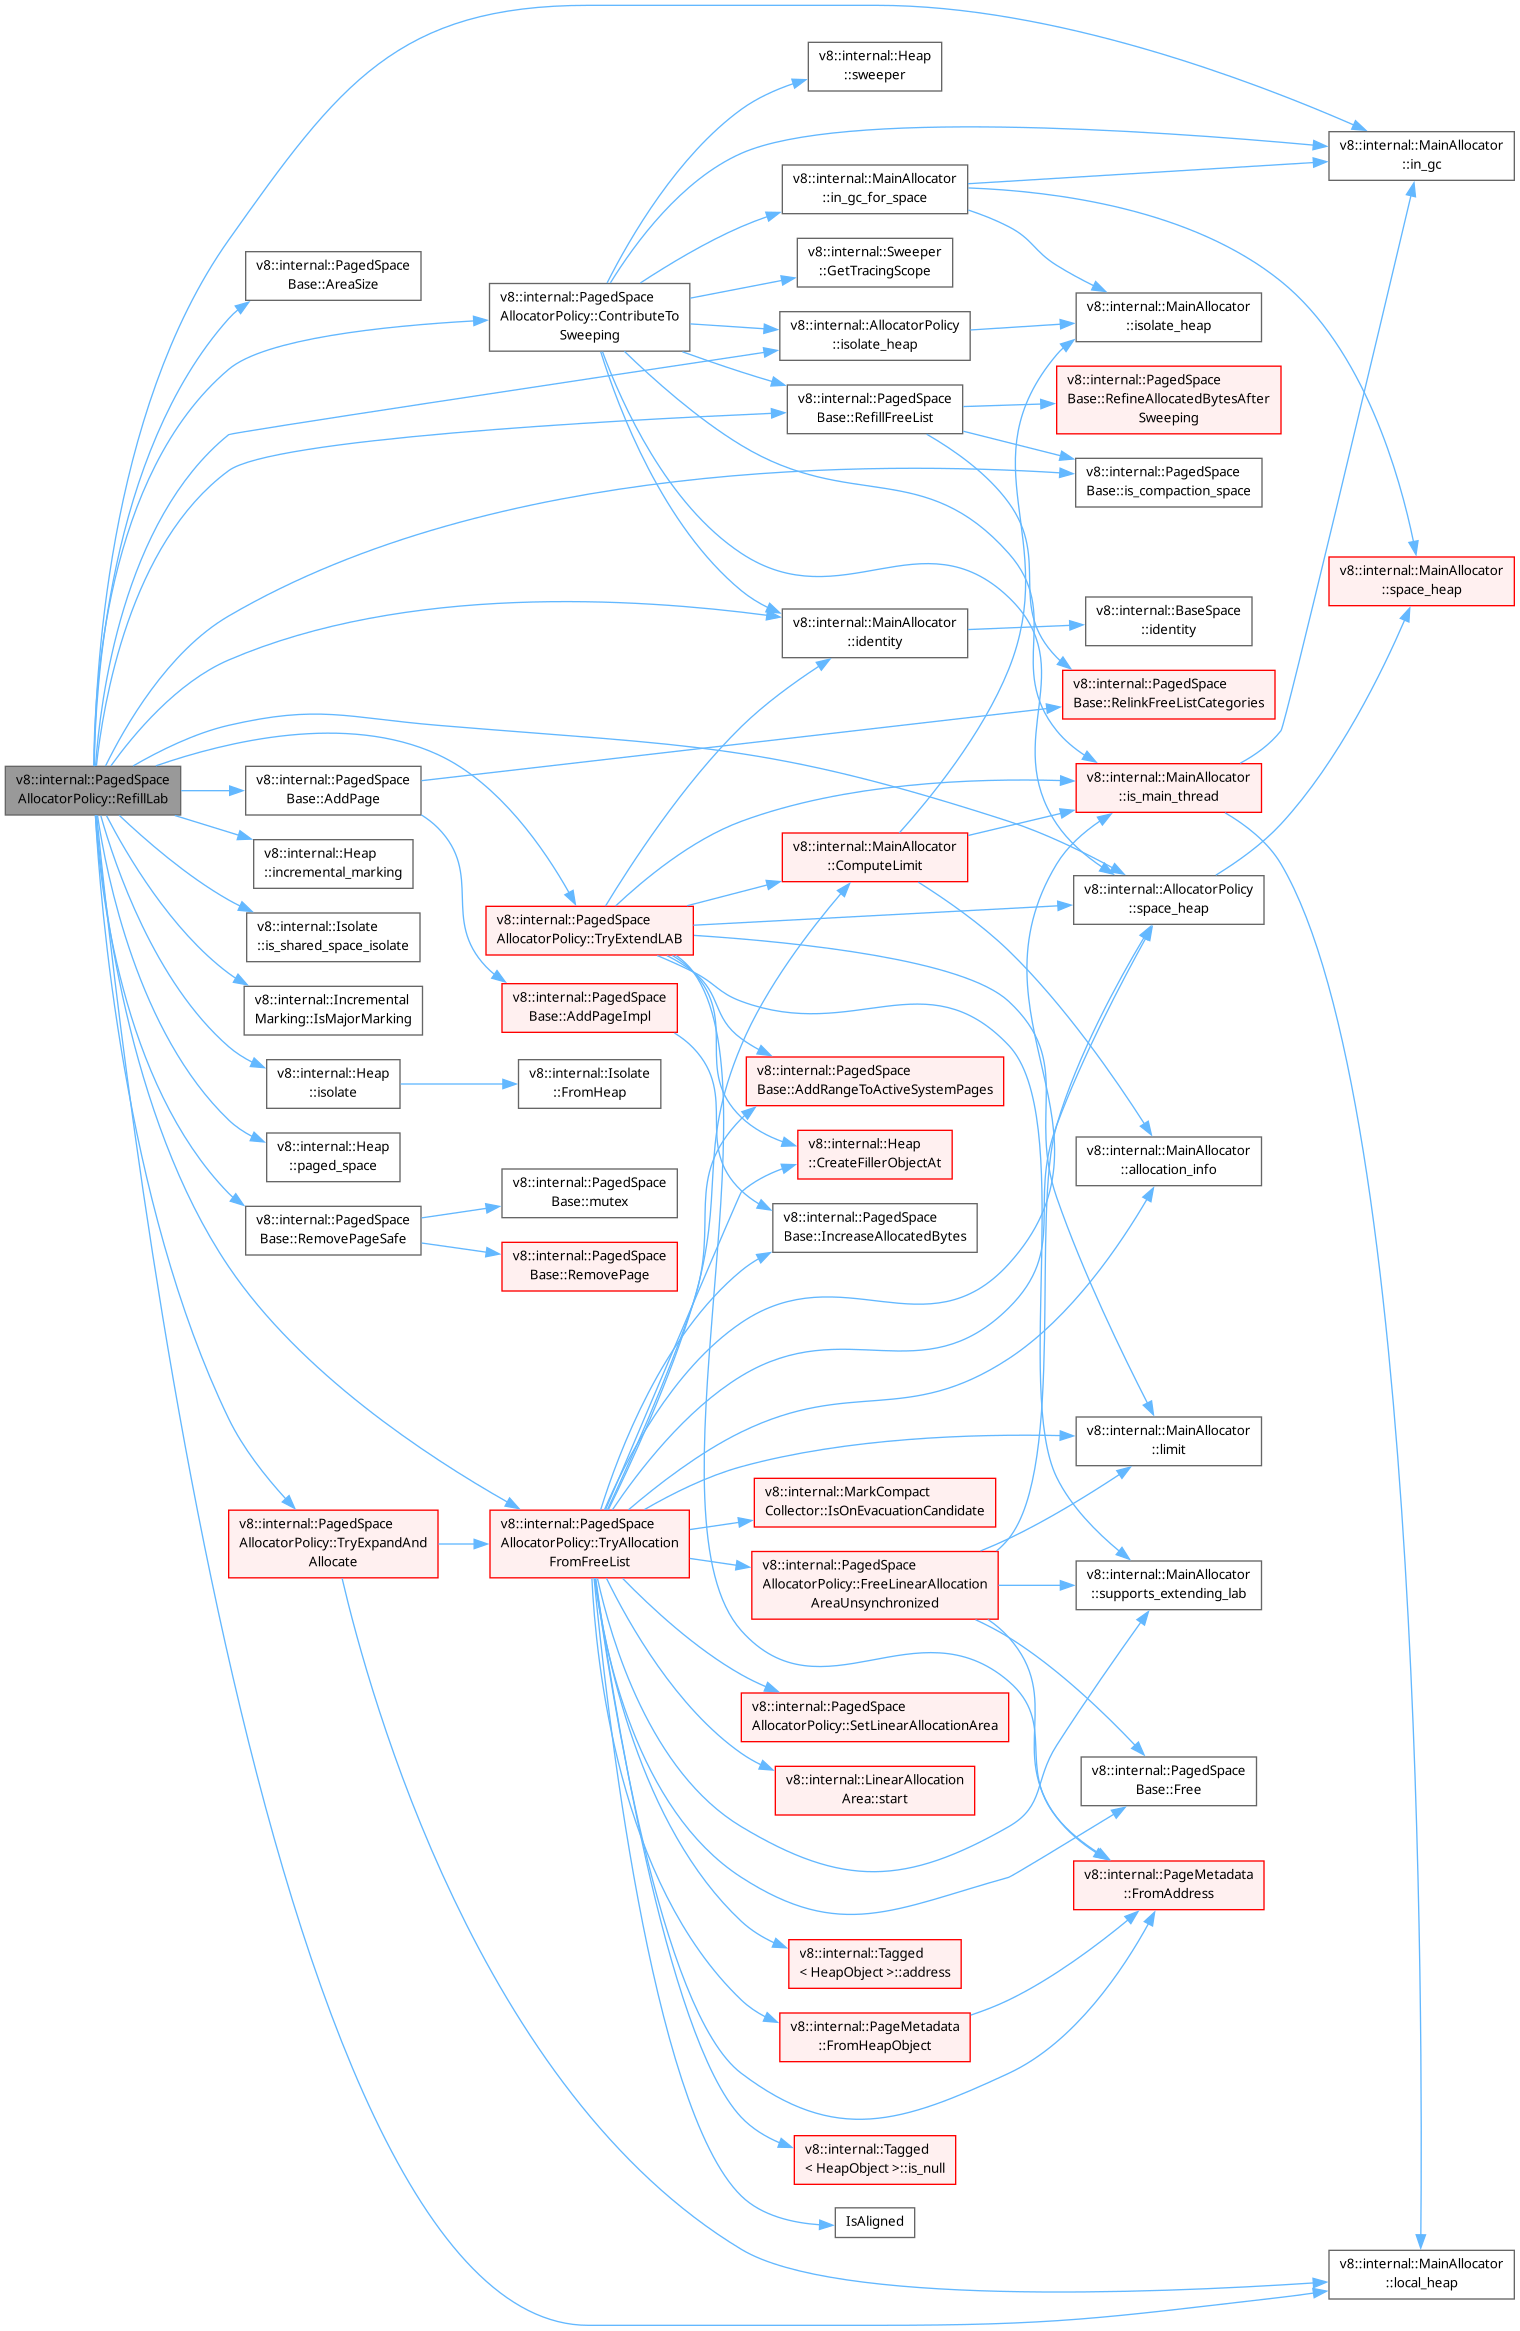 v8::internal::Heap
::sweeper
v8::internal::MainAllocator
::in_gc
v8::internal::MainAllocator
::in_gc_for_space
v8::internal::PagedSpace
Base::AreaSize
v8::internal::Sweeper
::GetTracingScope
v8::internal::PagedSpace
AllocatorPolicy::ContributeTo
Sweeping
v8::internal::AllocatorPolicy
::isolate_heap
v8::internal::MainAllocator
::isolate_heap
v8::internal::PagedSpace
Base::RefillFreeList
v8::internal::PagedSpace
Base::RefineAllocatedBytesAfter
Sweeping
v8::internal::PagedSpace
Base::is_compaction_space
v8::internal::MainAllocator
::space_heap
v8::internal::MainAllocator
::identity
v8::internal::BaseSpace
::identity
v8::internal::PagedSpace
Base::RelinkFreeListCategories
v8::internal::PagedSpace
AllocatorPolicy::RefillLab
v8::internal::PagedSpace
Base::AddPage
v8::internal::MainAllocator
::is_main_thread
v8::internal::Heap
::incremental_marking
v8::internal::MainAllocator
::ComputeLimit
v8::internal::AllocatorPolicy
::space_heap
v8::internal::Isolate
::is_shared_space_isolate
v8::internal::PagedSpace
AllocatorPolicy::TryExtendLAB
v8::internal::Incremental
Marking::IsMajorMarking
v8::internal::PagedSpace
Base::AddPageImpl
v8::internal::Heap
::isolate
v8::internal::Isolate
::FromHeap
v8::internal::PagedSpace
Base::AddRangeToActiveSystemPages
v8::internal::Heap
::paged_space
v8::internal::Heap
::CreateFillerObjectAt
v8::internal::MainAllocator
::allocation_info
v8::internal::PagedSpace
Base::RemovePageSafe
v8::internal::PagedSpace
Base::mutex
v8::internal::PagedSpace
Base::IncreaseAllocatedBytes
v8::internal::PagedSpace
Base::RemovePage
v8::internal::MainAllocator
::limit
v8::internal::PagedSpace
AllocatorPolicy::TryExpandAnd
Allocate
v8::internal::PagedSpace
AllocatorPolicy::TryAllocation
FromFreeList
v8::internal::MarkCompact
Collector::IsOnEvacuationCandidate
v8::internal::PagedSpace
AllocatorPolicy::FreeLinearAllocation
AreaUnsynchronized
v8::internal::MainAllocator
::supports_extending_lab
v8::internal::PagedSpace
AllocatorPolicy::SetLinearAllocationArea
v8::internal::LinearAllocation
Area::start
v8::internal::PagedSpace
Base::Free
v8::internal::PageMetadata
::FromAddress
v8::internal::Tagged
< HeapObject >::address
v8::internal::PageMetadata
::FromHeapObject
v8::internal::Tagged
< HeapObject >::is_null
IsAligned
v8::internal::MainAllocator
::local_heap